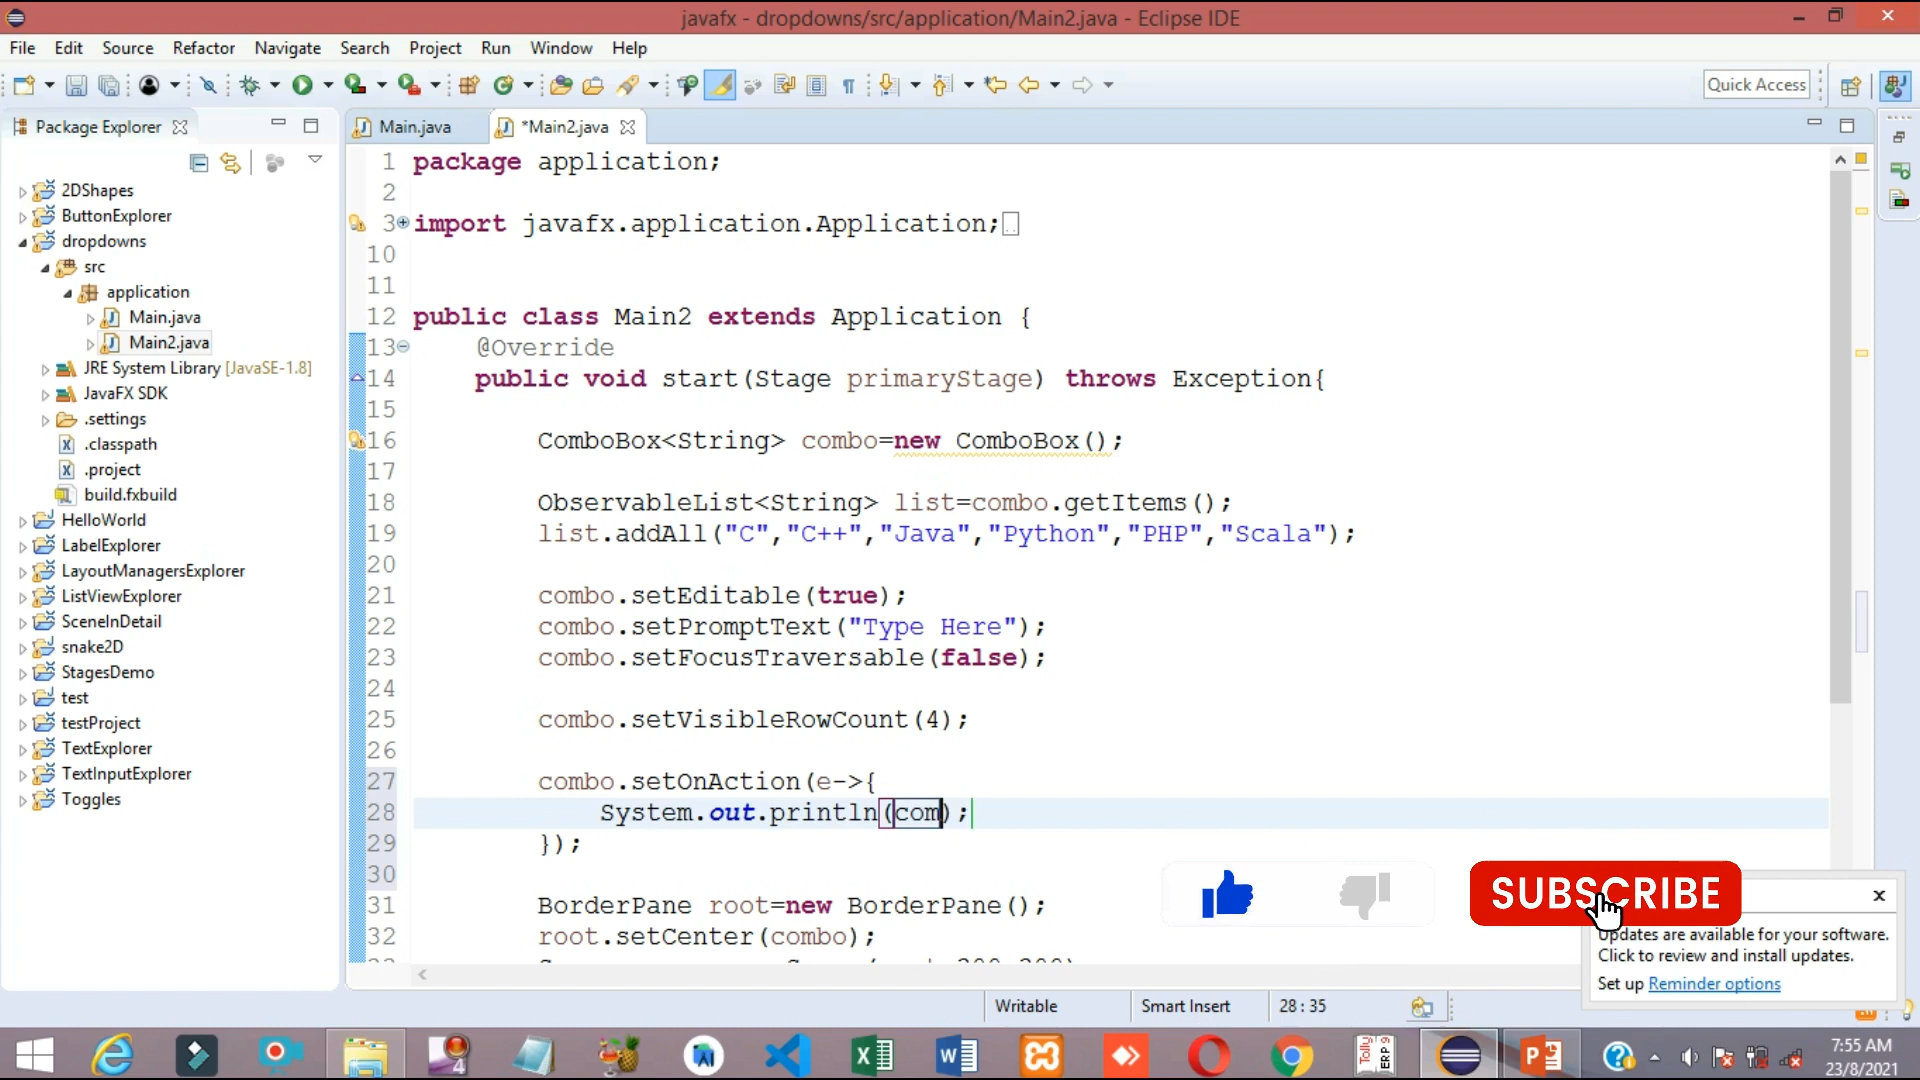 javafx - dropdowns/src/application/Main2.java - Eclipse IDE
File Edit Source Refactor Navigate Search Project Run Window Help
Quick Access
Package Explorer
Main.java
*Main2.java
2DShapes
ButtonExplorer
dropdowns
src
application
Main.java
Main2.java
JRE System Library [JavaSE-1.8]
JavaFX SDK
.settings
.classpath
.project
build.fxbuild
HelloWorld
LabelExplorer
LayoutManagersExplorer
ListViewExplorer
SceneInDetail
snake2D
StagesDemo
test
testProject
TextExplorer
TextInputExplorer
Toggles
1 package application;
2
3 import javafx.application.Application;
10
11
12 public class Main2 extends Application {
13 @Override
14 public void start(Stage primaryStage) throws Exception{
15
16 ComboBox<String> combo=new ComboBox();
17
18 ObservableList<String> list=combo.getItems();
19 list.addAll("C","C++","Java","Python","PHP","Scala");
20
21 combo.setEditable(true);
22 combo.setPromptText("Type Here");
23 combo.setFocusTraversable(false);
24
25 combo.setVisibleRowCount(4);
26
27 combo.setOnAction(e->{
28 System.out.println(com);
29 });
30
31 BorderPane root=new BorderPane();
32 root.setCenter(combo);
SUBSCRIBE
Updates are available for your software.
Click to review and install updates.
Set up Reminder options
Writable
Smart Insert
28 : 35
7:55 AM
23/8/2021